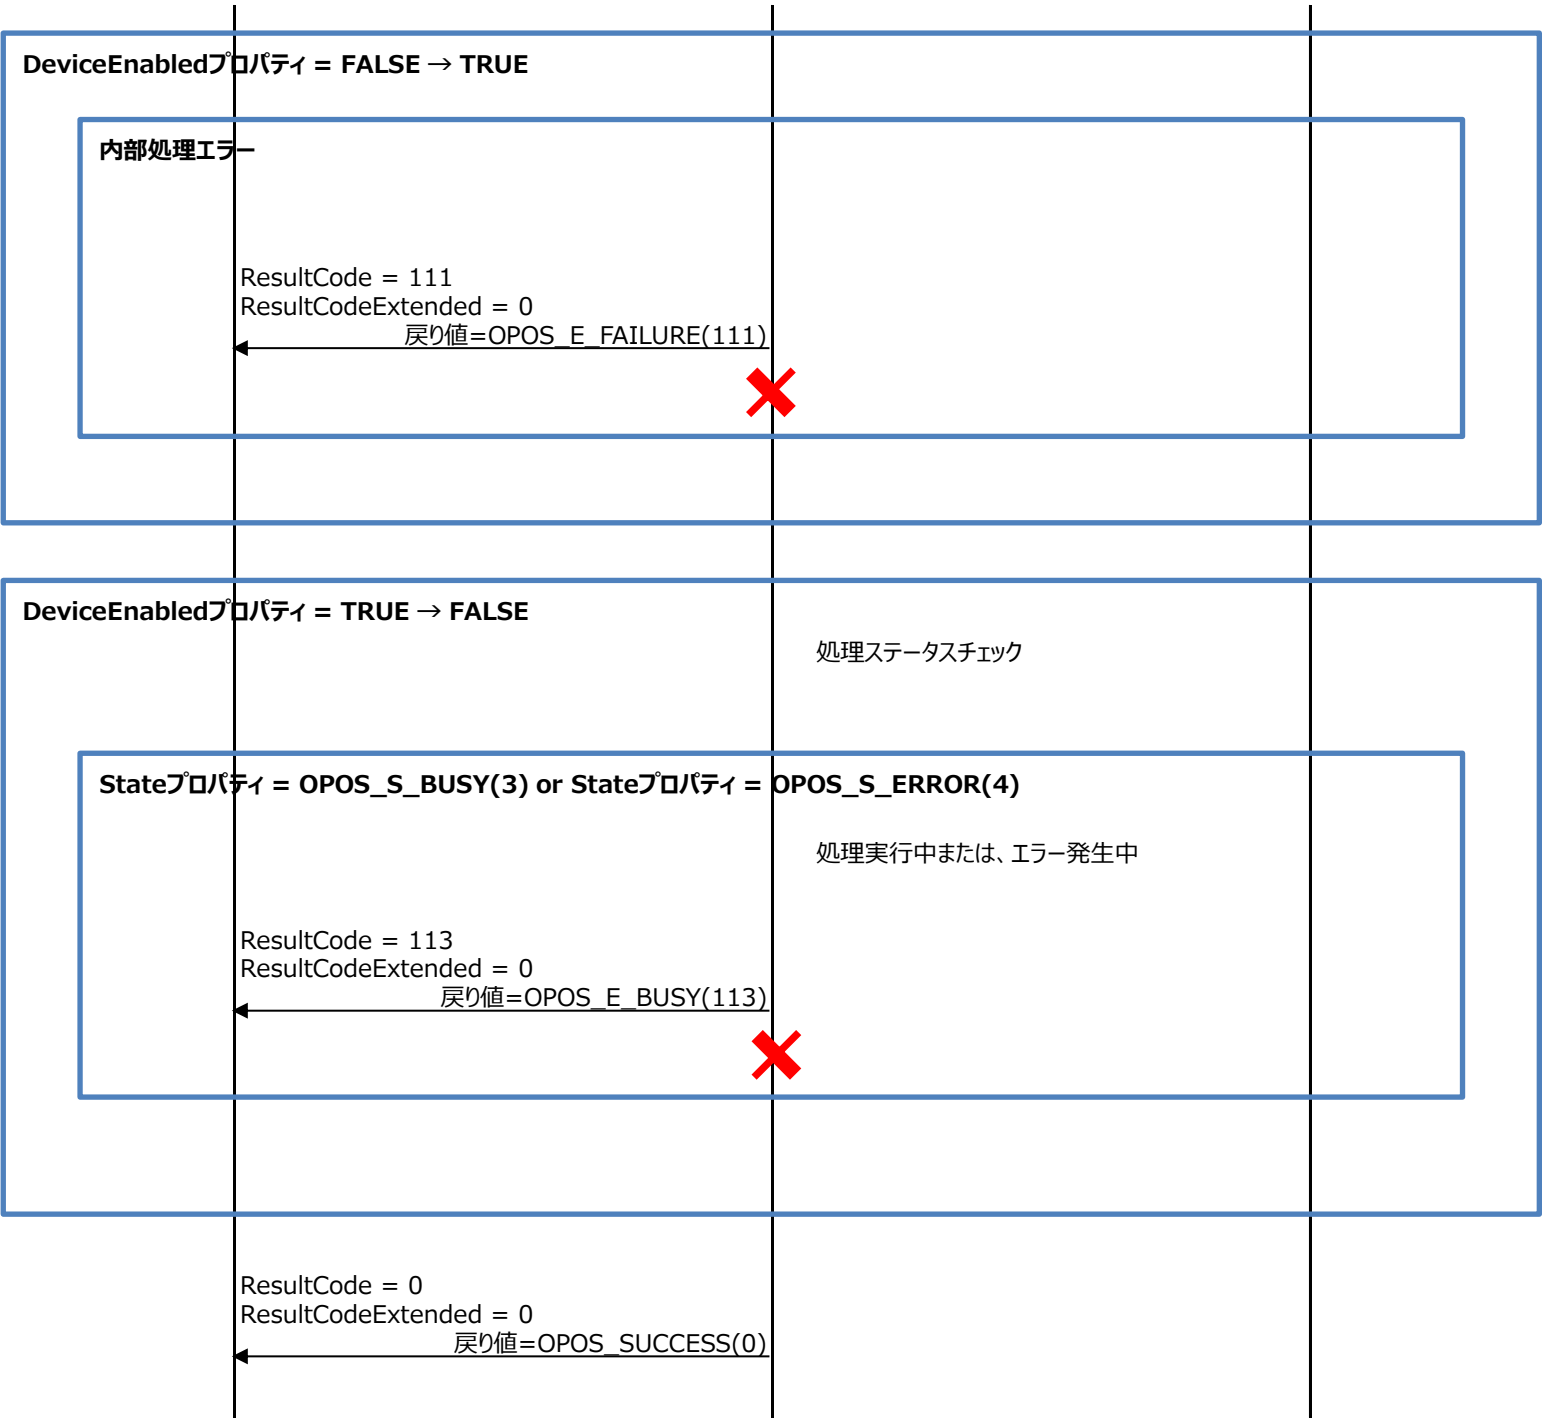 DeviceEnabledプロパティ = FALSE → TRUE
内部処理エラー
ResultCode = 111
ResultCodeExtended = 0
戻り値=OPOS_E_FAILURE(111)
DeviceEnabledプロパティ = TRUE → FALSE
処理ステータスチェック
Stateプロパティ = OPOS_S_BUSY(3) or Stateプロパティ = OPOS_S_ERROR(4)
処理実行中または、エラー発生中
ResultCode = 113
ResultCodeExtended = 0
戻り値=OPOS_E_BUSY(113)
ResultCode = 0
ResultCodeExtended = 0
戻り値=OPOS_SUCCESS(0)